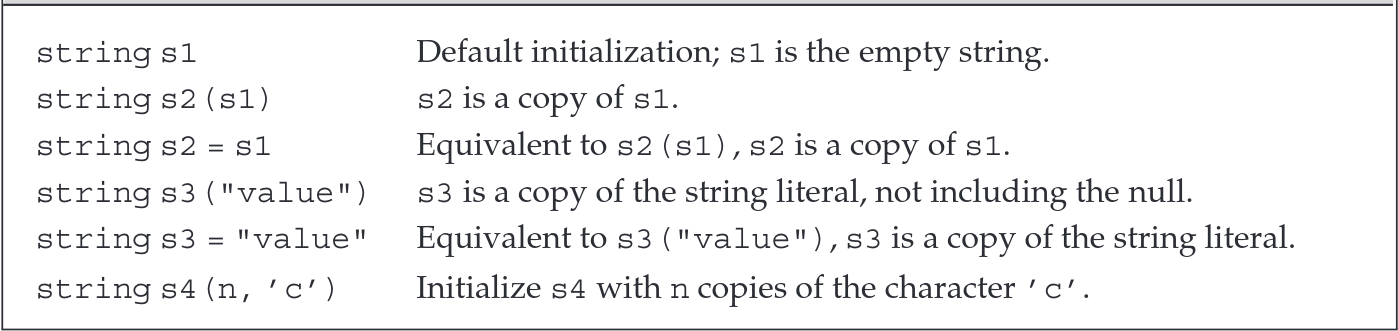 string s1 Default initialization; s1 is the empty string.
string s2(s1) s2 is a copy of s1.
string s2 = s1 Equivalent to s2(s1), s2 is a copy of s1.
string s3("value") s3 is a copy of the string literal, not including the null.
string s3 = "value" Equivalent to s3("value"), s3 is a copy of the string literal.
string s4(n, 'c') Initialize s4 with n copies of the character 'c'.